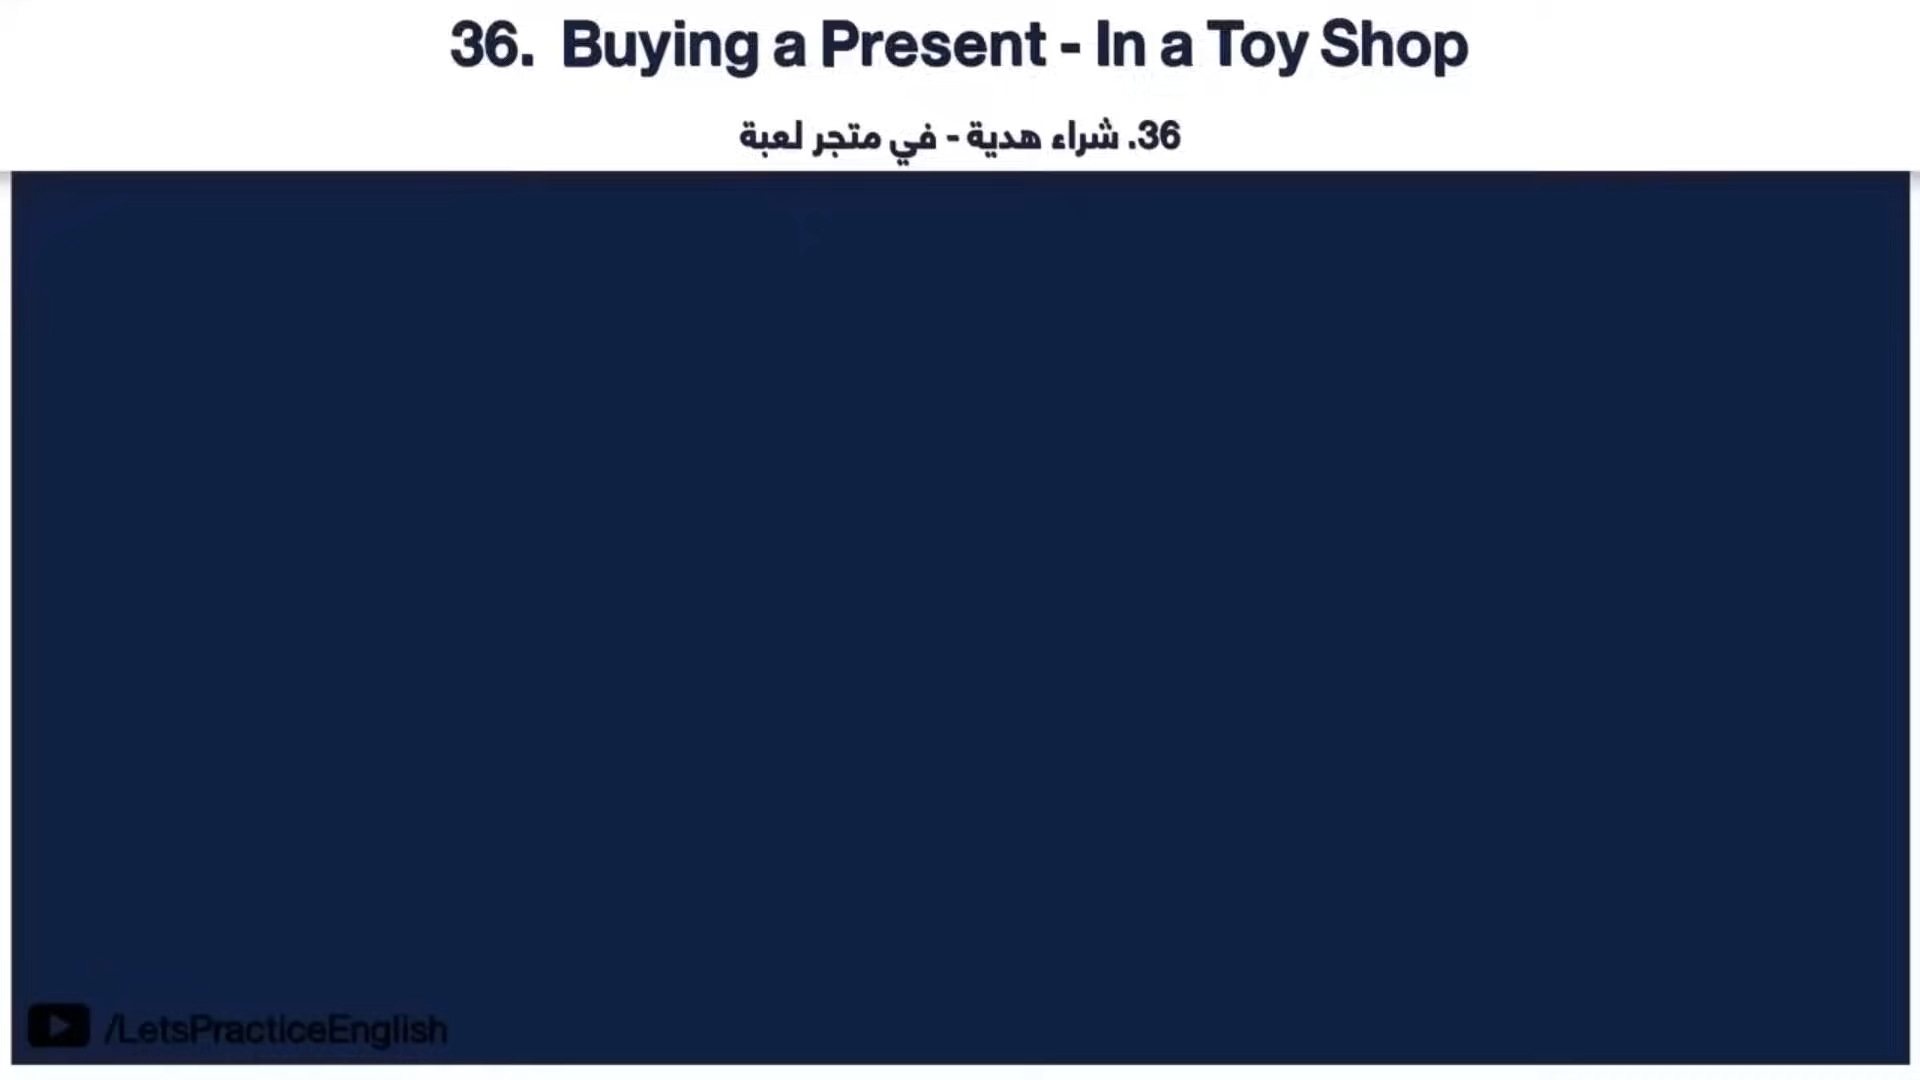 36. Buying a Present - In a Toy Shop
36. شراء هدية - في متجر لعبة
/LetsPracticeEnglish